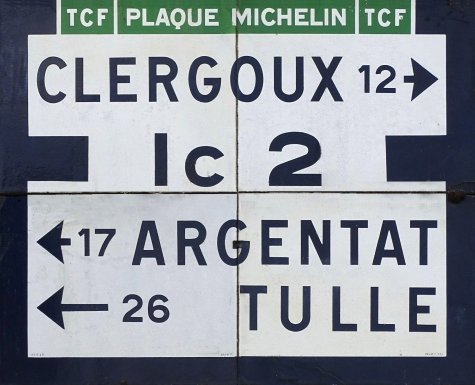 TCF PLAQUE MICHELIN TCF
CLERGOUX 12
Ic 2
17 ARGENTAT
26 TULLE